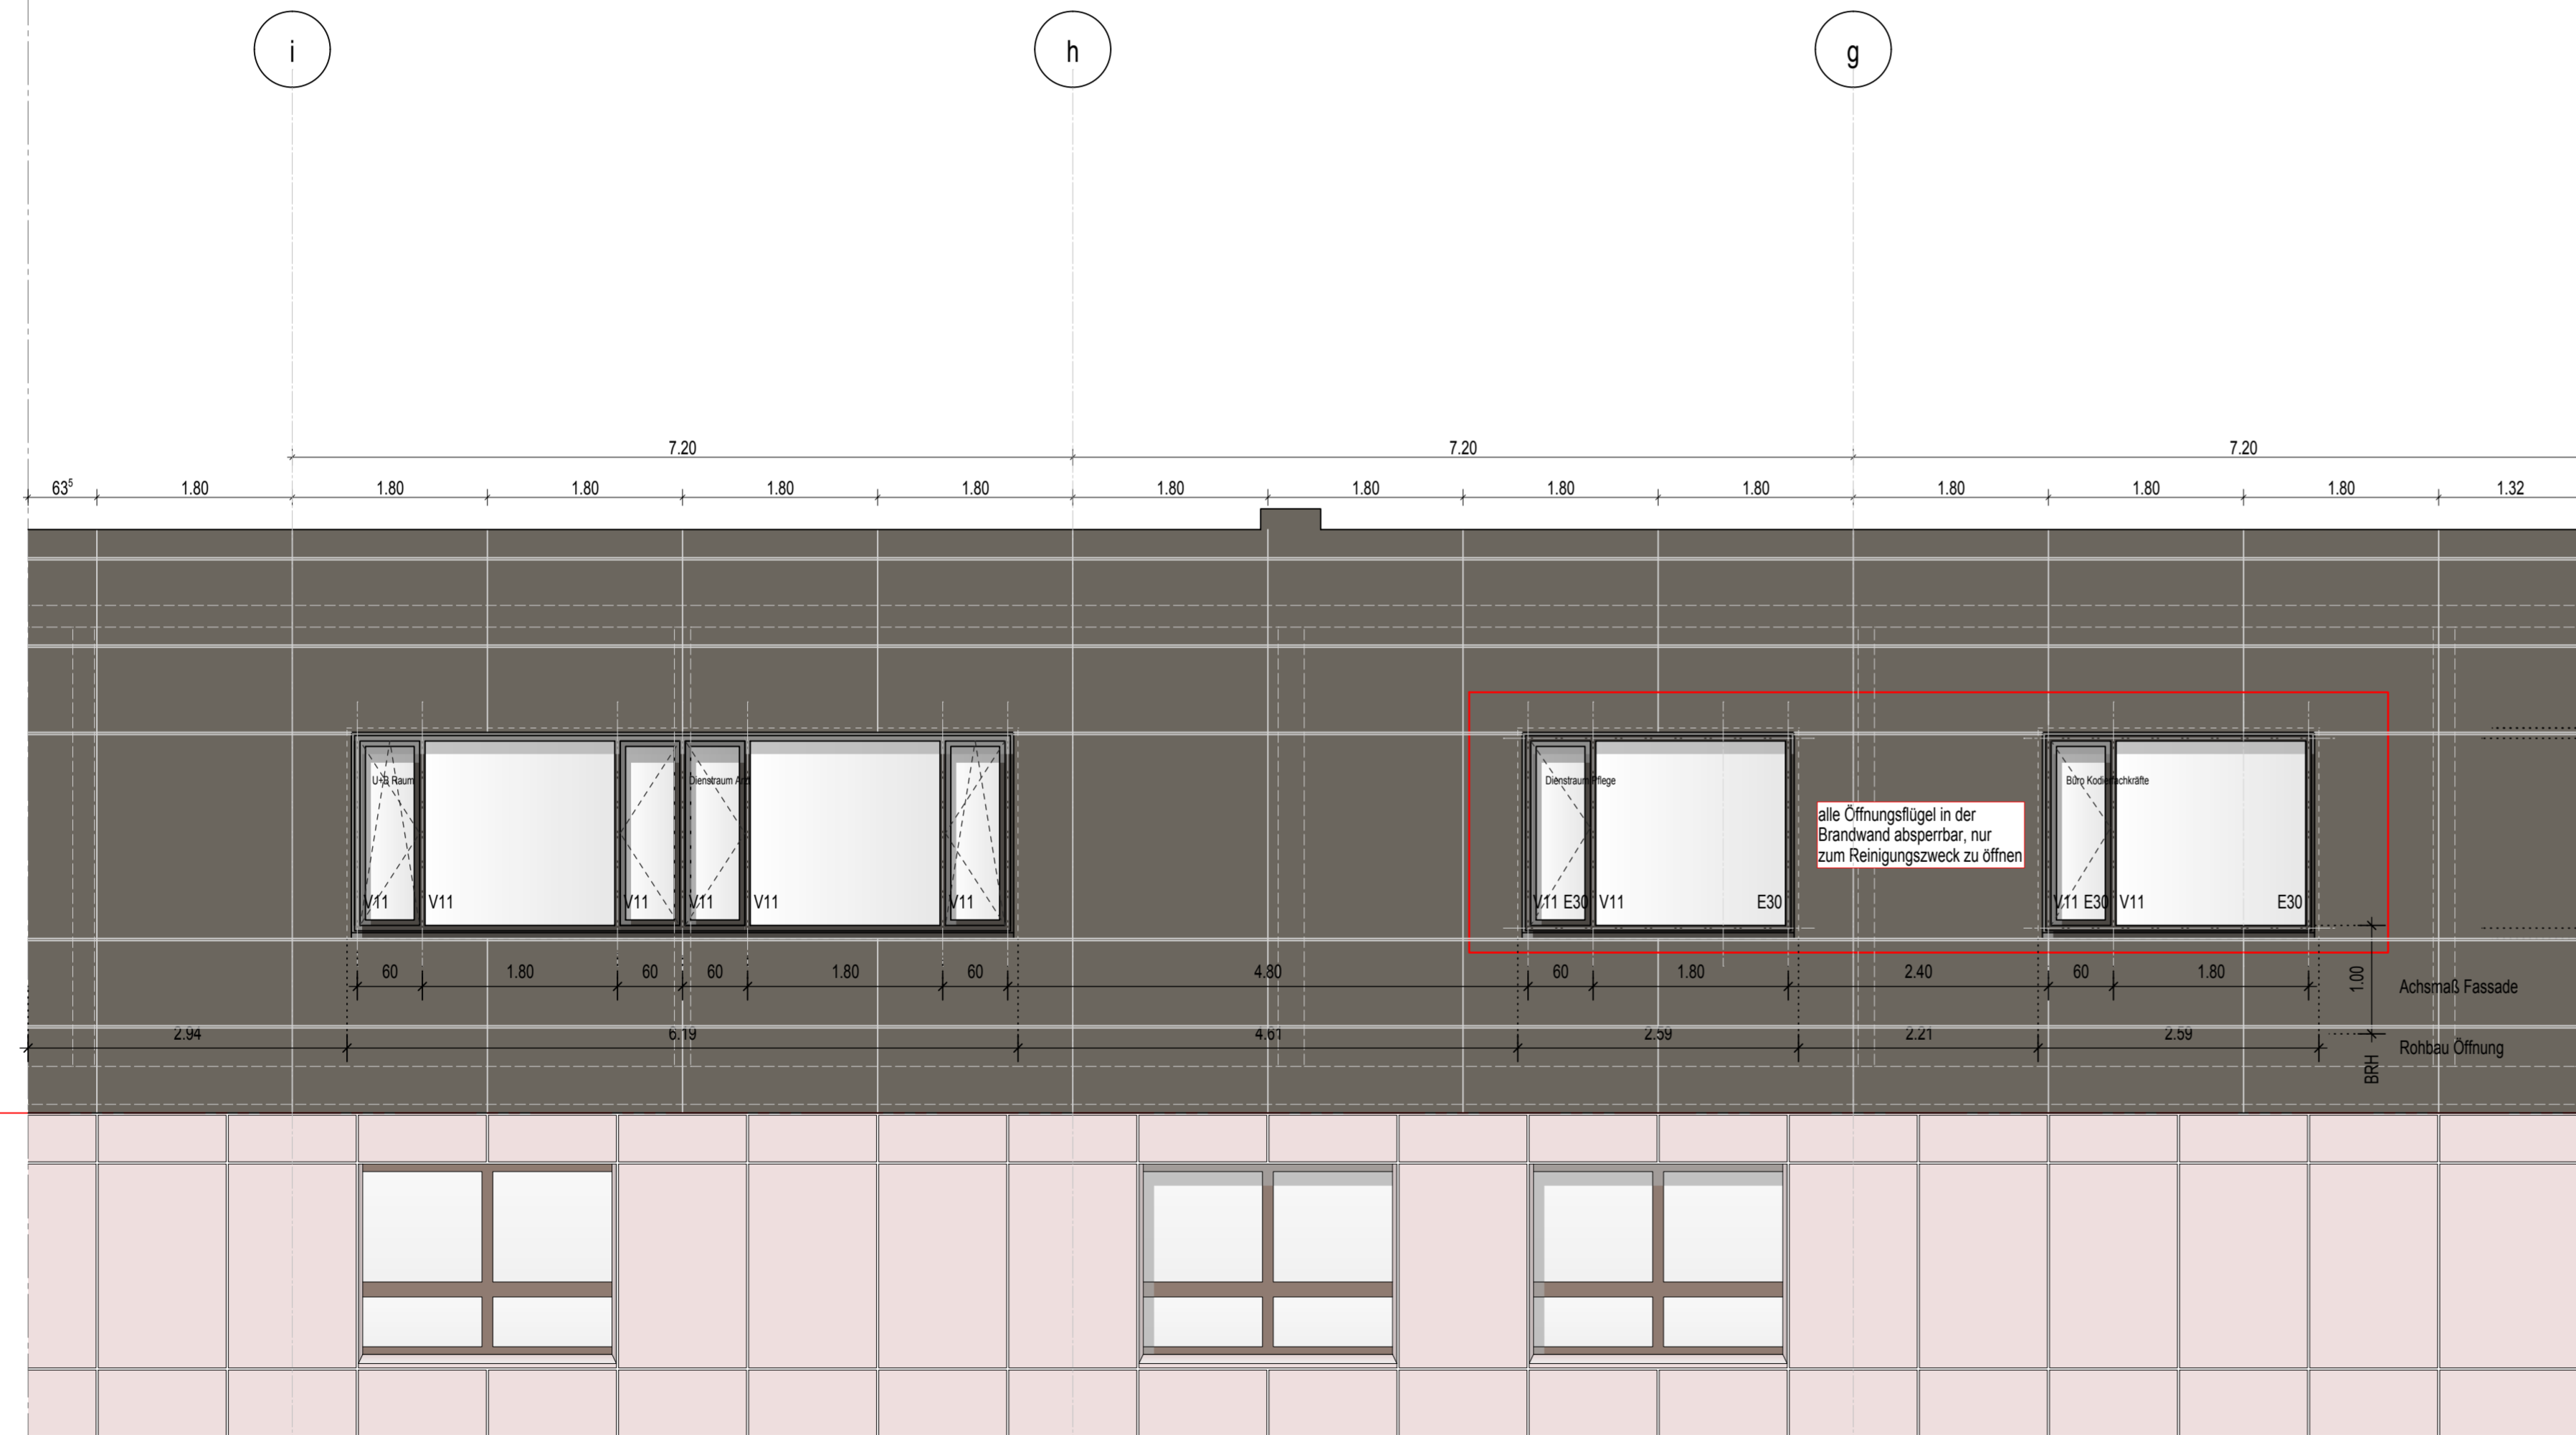 i h g
7.20 7.20 7.20
63⁵ 1.80 1.80 1.80 1.80 1.80 1.80 1.80 1.80 1.80 1.80 1.80 1.80 1.32
U+B Raum Dienstraum Dienstraum Pflege Büro Kodierfachkräfte
alle Öffnungsflügel in der
Brandwand absperrbar, nur
zum Reinigungszweck zu öffnen
V11 V11 V11 V11 V11 V11 V11 E30 V11 E30 V11 E30 V11 E30
60 1.80 60 60 1.80 60 4.80 60 1.80 2.40 60 1.80 1.00 Achsmaß Fassade
2.94 6.19 4.61 2.59 2.21 2.59
BRH Rohbau Öffnung